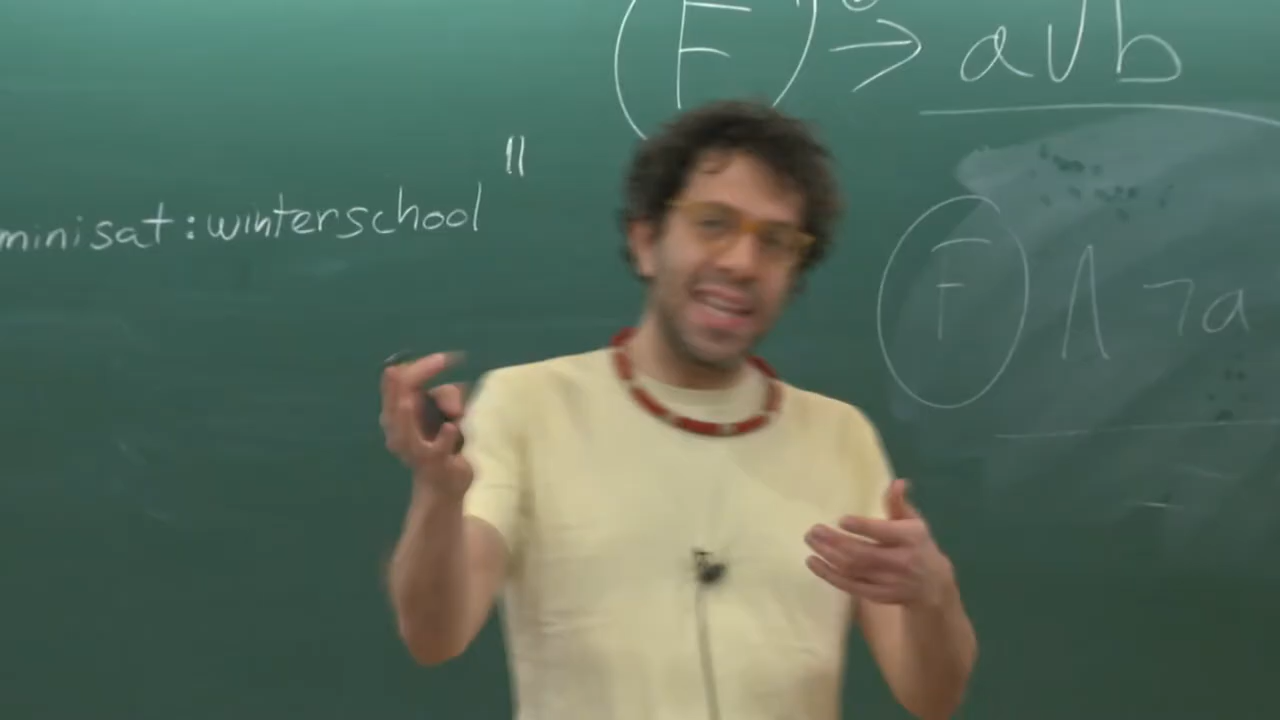 F ⇒ a ∨ b
minisat:winterschool "
F ∧ ¬a